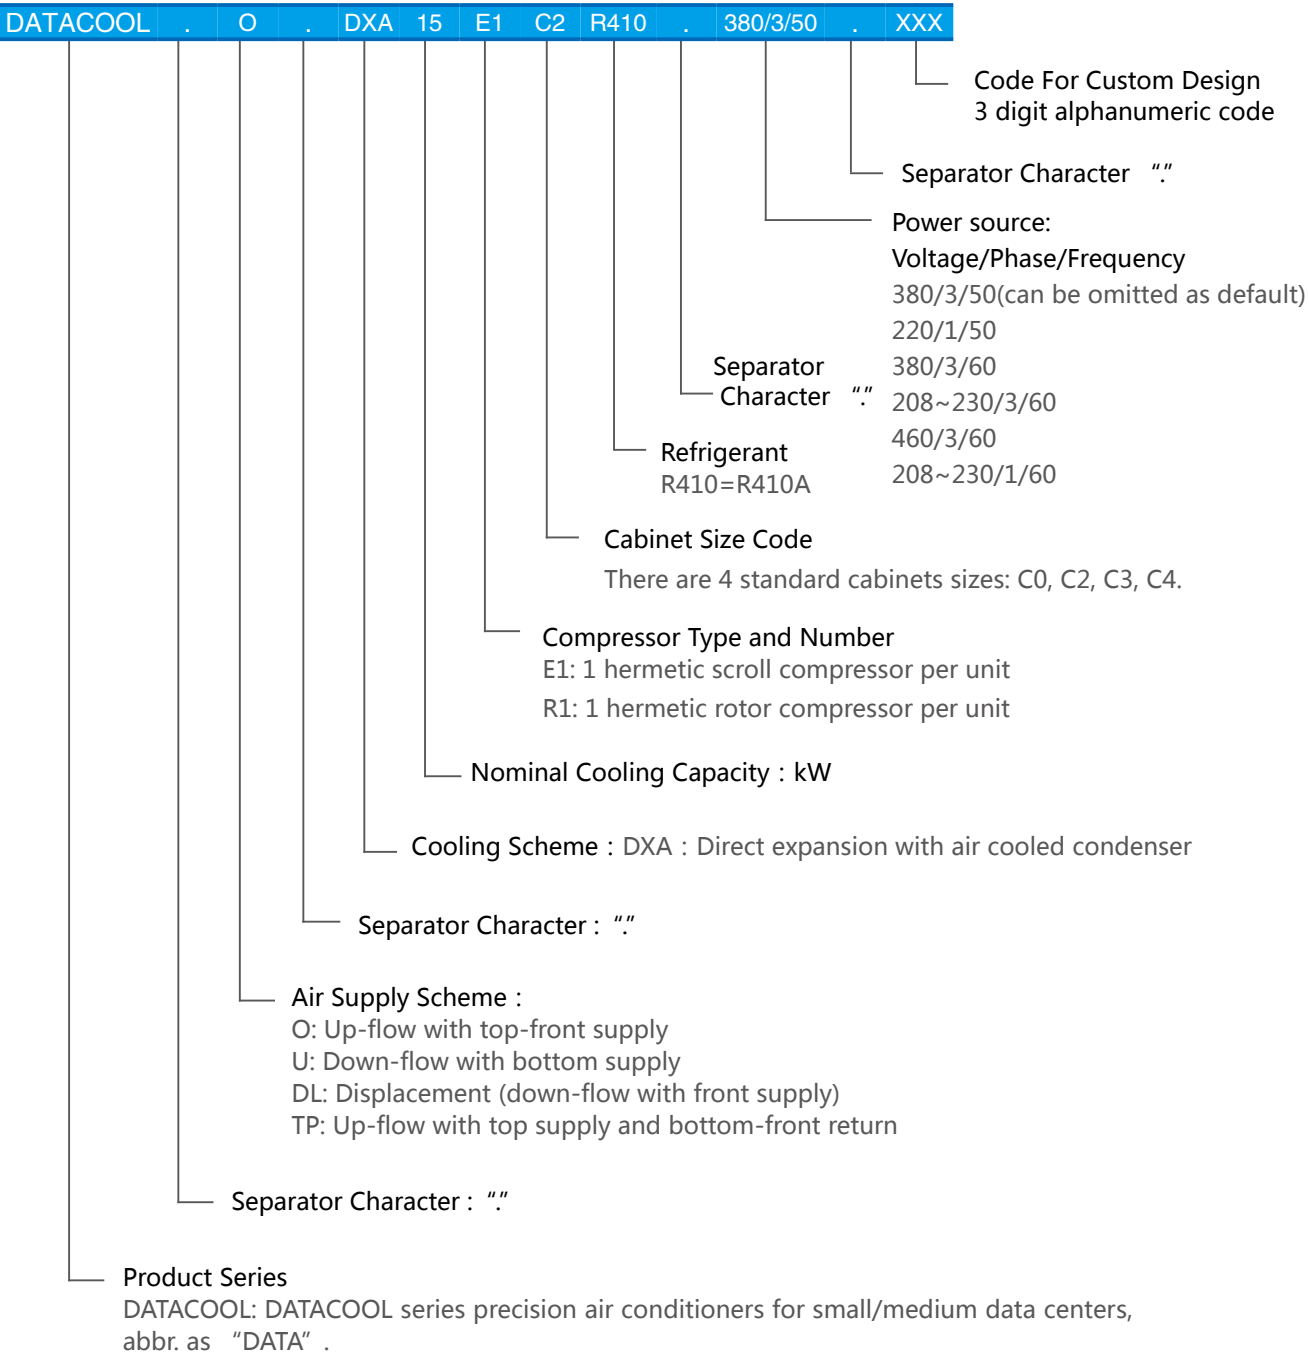 DATACOOL . O . DXA 15 E1 C2 R410 . 380/3/50 . XXX
Code For Custom Design
3 digit alphanumeric code
Separator Character “.”
Power source:
Voltage/Phase/Frequency
380/3/50(can be omitted as default)
220/1/50
380/3/60
208~230/3/60
460/3/60
208~230/1/60
Separator
Character “.”
Refrigerant
R410=R410A
Cabinet Size Code
There are 4 standard cabinets sizes: C0, C2, C3, C4.
Compressor Type and Number
E1: 1 hermetic scroll compressor per unit
R1: 1 hermetic rotor compressor per unit
Nominal Cooling Capacity : kW
Cooling Scheme : DXA : Direct expansion with air cooled condenser
Separator Character : “.”
Air Supply Scheme :
O: Up-flow with top-front supply
U: Down-flow with bottom supply
DL: Displacement (down-flow with front supply)
TP: Up-flow with top supply and bottom-front return
Separator Character : “.”
Product Series
DATACOOL: DATACOOL series precision air conditioners for small/medium data centers,
abbr. as “DATA” .